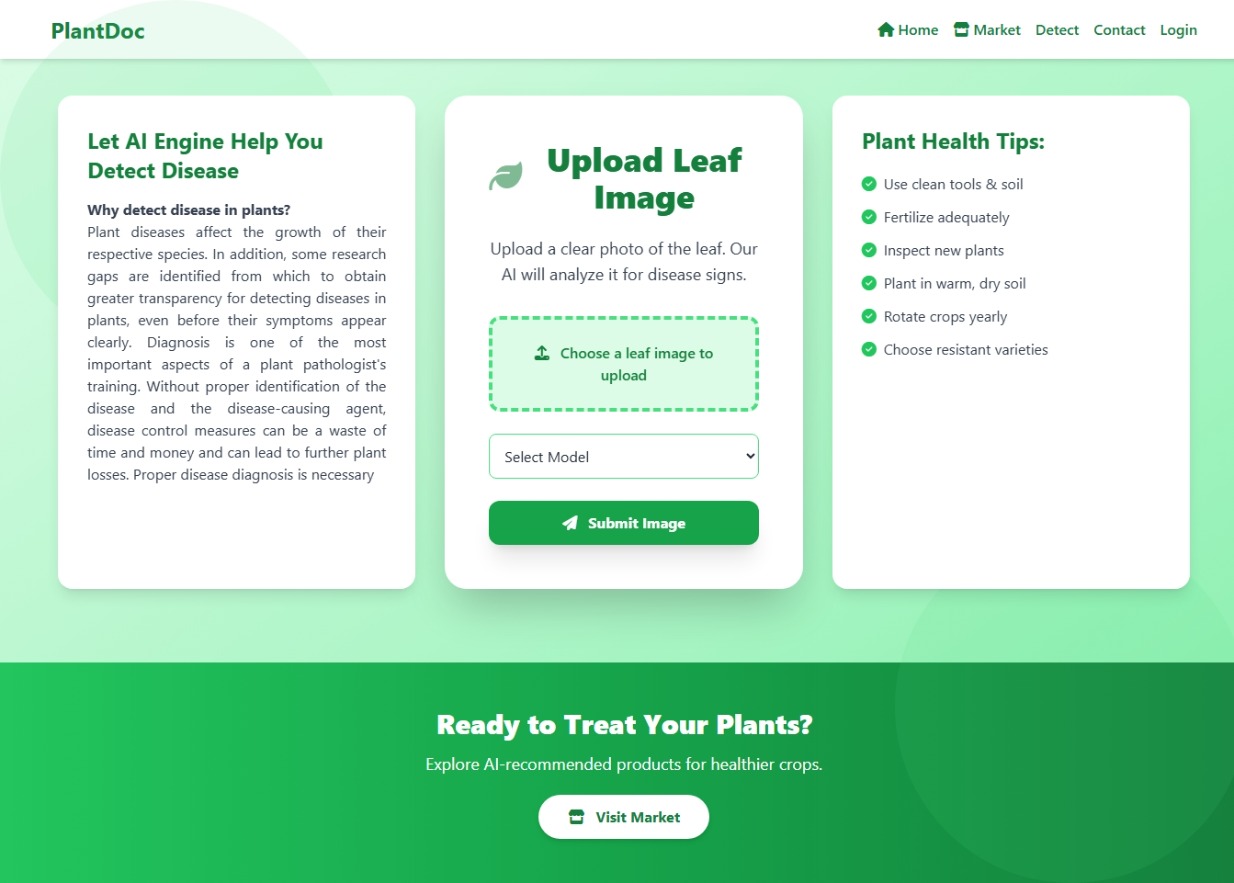 PlantDoc
Home
Market
Detect
Contact
Login
Let AI Engine Help You
Detect Disease
Why detect disease in plants?
Plant diseases affect the growth of their
respective species. In addition, some research
gaps are identified from which to obtain
greater transparency for detecting diseases in
plants, even before their symptoms appear
clearly. Diagnosis is one of the most
important aspects of a plant pathologist's
training. Without proper identification of the
disease and the disease-causing agent,
disease control measures can be a waste of
time and money and can lead to further plant
losses. Proper disease diagnosis is necessary
Upload Leaf
Image
Upload a clear photo of the leaf. Our
AI will analyze it for disease signs.
Choose a leaf image to
upload
Select Model
Submit Image
Plant Health Tips:
Use clean tools & soil
Fertilize adequately
Inspect new plants
Plant in warm, dry soil
Rotate crops yearly
Choose resistant varieties
Ready to Treat Your Plants?
Explore AI-recommended products for healthier crops.
Visit Market